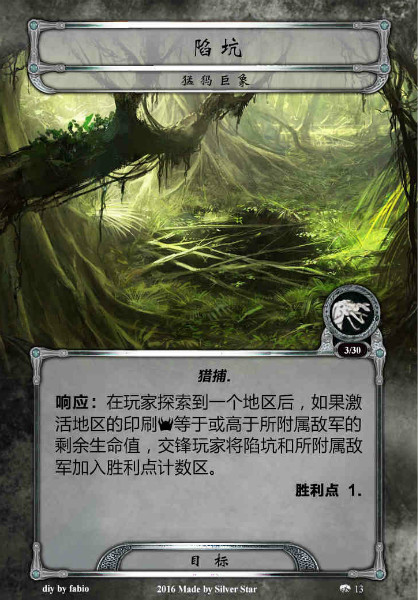 陷坑
猛犸巨象
3/30
猎捕.
响应：在玩家探索到一个地区后，如果激
活地区的印刷等于或高于所附属敌军的
剩余生命值，交锋玩家将陷坑和所附属敌
军加入胜利点计数区。
胜利点 1.
目标
diy by fabio
2016 Made by Silver Star
13